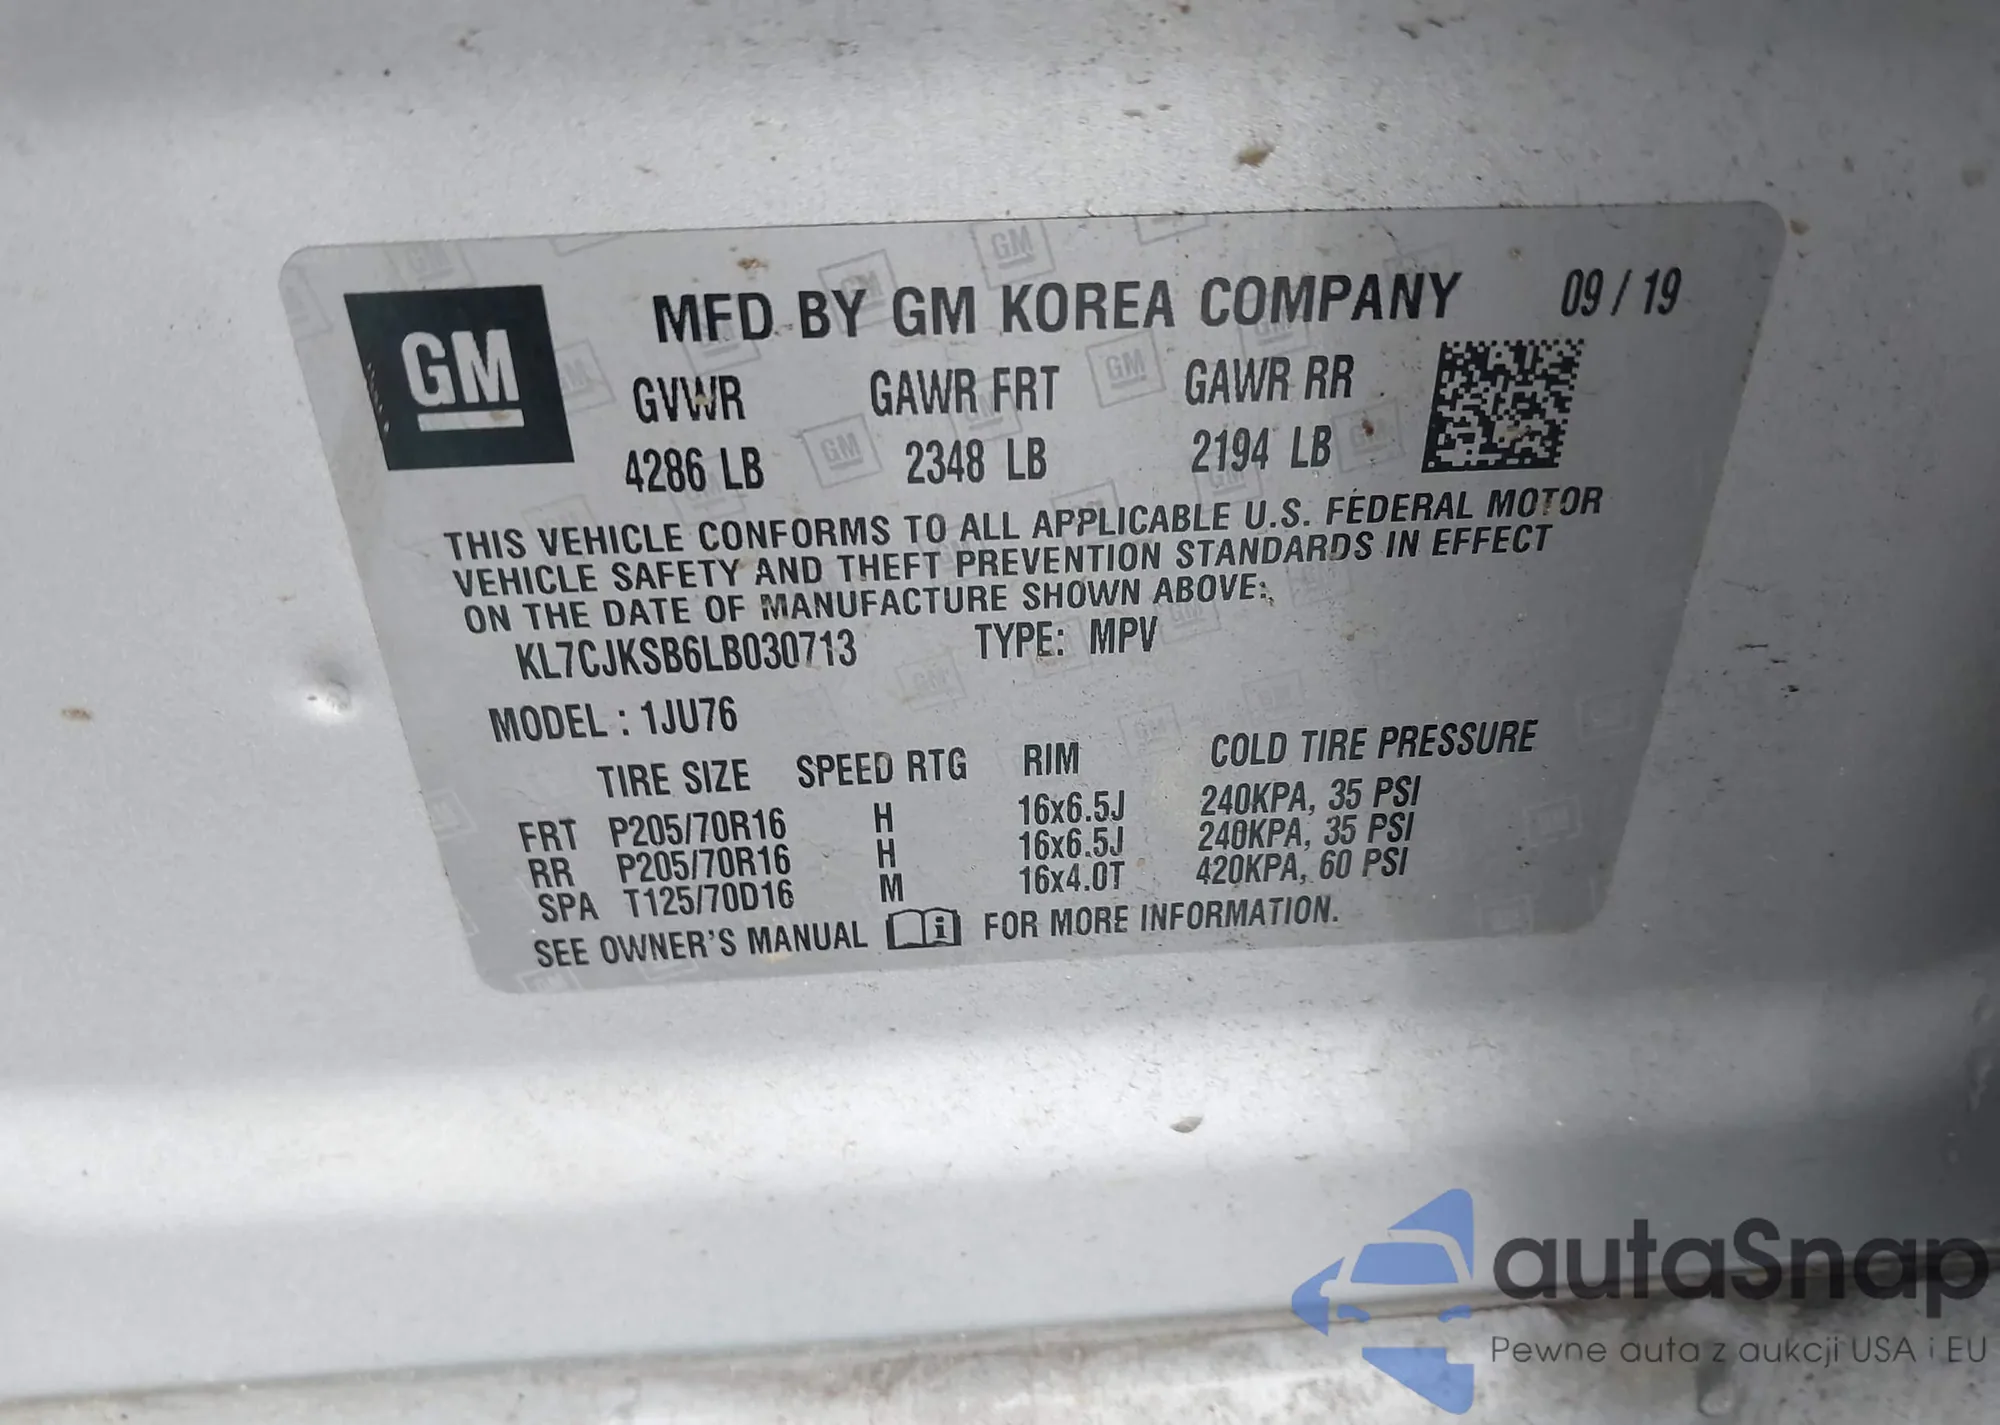 GM
MFD BY GM KOREA COMPANY 09 / 19
GVWR GAWR FRT GAWR RR
4286 LB 2348 LB 2194 LB
THIS VEHICLE CONFORMS TO ALL APPLICABLE U.S. FEDERAL MOTOR
VEHICLE SAFETY AND THEFT PREVENTION STANDARDS IN EFFECT
ON THE DATE OF MANUFACTURE SHOWN ABOVE:
KL7CJKSB6LB030713 TYPE: MPV
MODEL : 1JU76
TIRE SIZE SPEED RTG RIM COLD TIRE PRESSURE
FRT P205/70R16 H 16x6.5J 240KPA, 35 PSI
RR P205/70R16 H 16x6.5J 240KPA, 35 PSI
SPA T125/70D16 M 16x4.0T 420KPA, 60 PSI
SEE OWNER'S MANUAL i FOR MORE INFORMATION.
autaSnap
Pewne auta z aukcji USA i EU